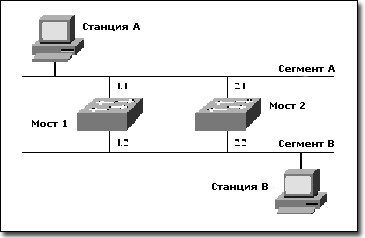 Станция А
Сегмент А
1.1
2.1
Мост 1
Мост 2
1.2
2.2
Сегмент В
Станция В